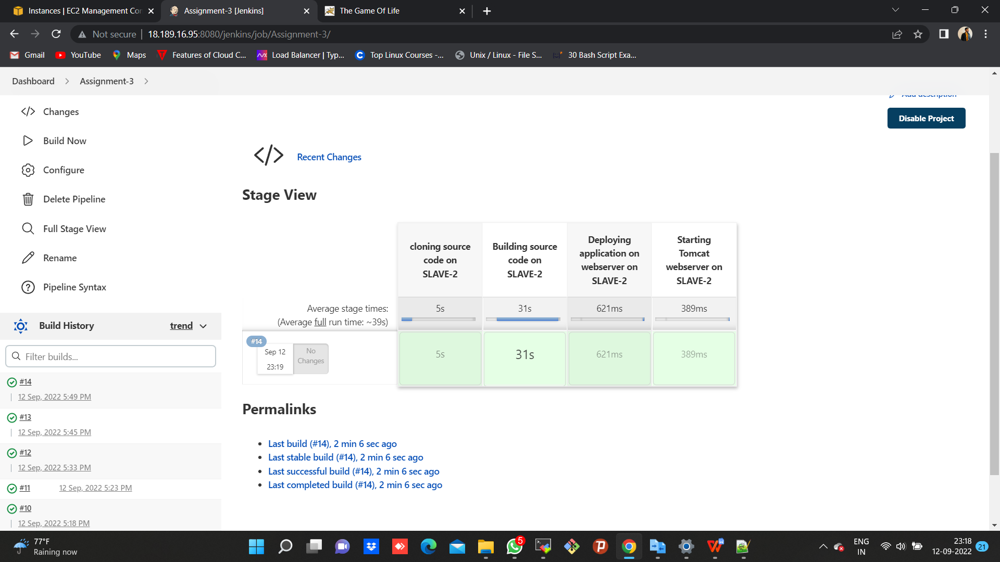 Instances | EC2 Management Con
Assignment-3 [Jenkins]
The Game Of Life
Not secure
18.189.16.95:8080/jenkins/job/Assignment-3/
Gmail
YouTube
Maps
Features of Cloud C...
Load Balancer | Typ...
Top Linux Courses -...
Unix / Linux - File S...
30 Bash Script Exa...
Dashboard
Assignment-3
Add description
Disable Project
Changes
Build Now
Configure
Delete Pipeline
Full Stage View
Rename
Pipeline Syntax
Build History
trend
Filter builds...
#14
12 Sep, 2022 5:49 PM
#13
12 Sep, 2022 5:45 PM
#12
12 Sep, 2022 5:33 PM
#11
12 Sep, 2022 5:23 PM
#10
12 Sep, 2022 5:18 PM
Recent Changes
Stage View
cloning source
code on
SLAVE-2
Building source
code on
SLAVE-2
Deploying
application on
webserver on
SLAVE-2
Starting
Tomcat
webserver on
SLAVE-2
Average stage times:
(Average full run time: ~39s)
5s
31s
621ms
389ms
#14
Sep 12
23:19
No
Changes
5s
31s
621ms
389ms
Permalinks
Last build (#14), 2 min 6 sec ago
Last stable build (#14), 2 min 6 sec ago
Last successful build (#14), 2 min 6 sec ago
Last completed build (#14), 2 min 6 sec ago
77°F
Raining now
5
ENG
IN
23:18
12-09-2022
21